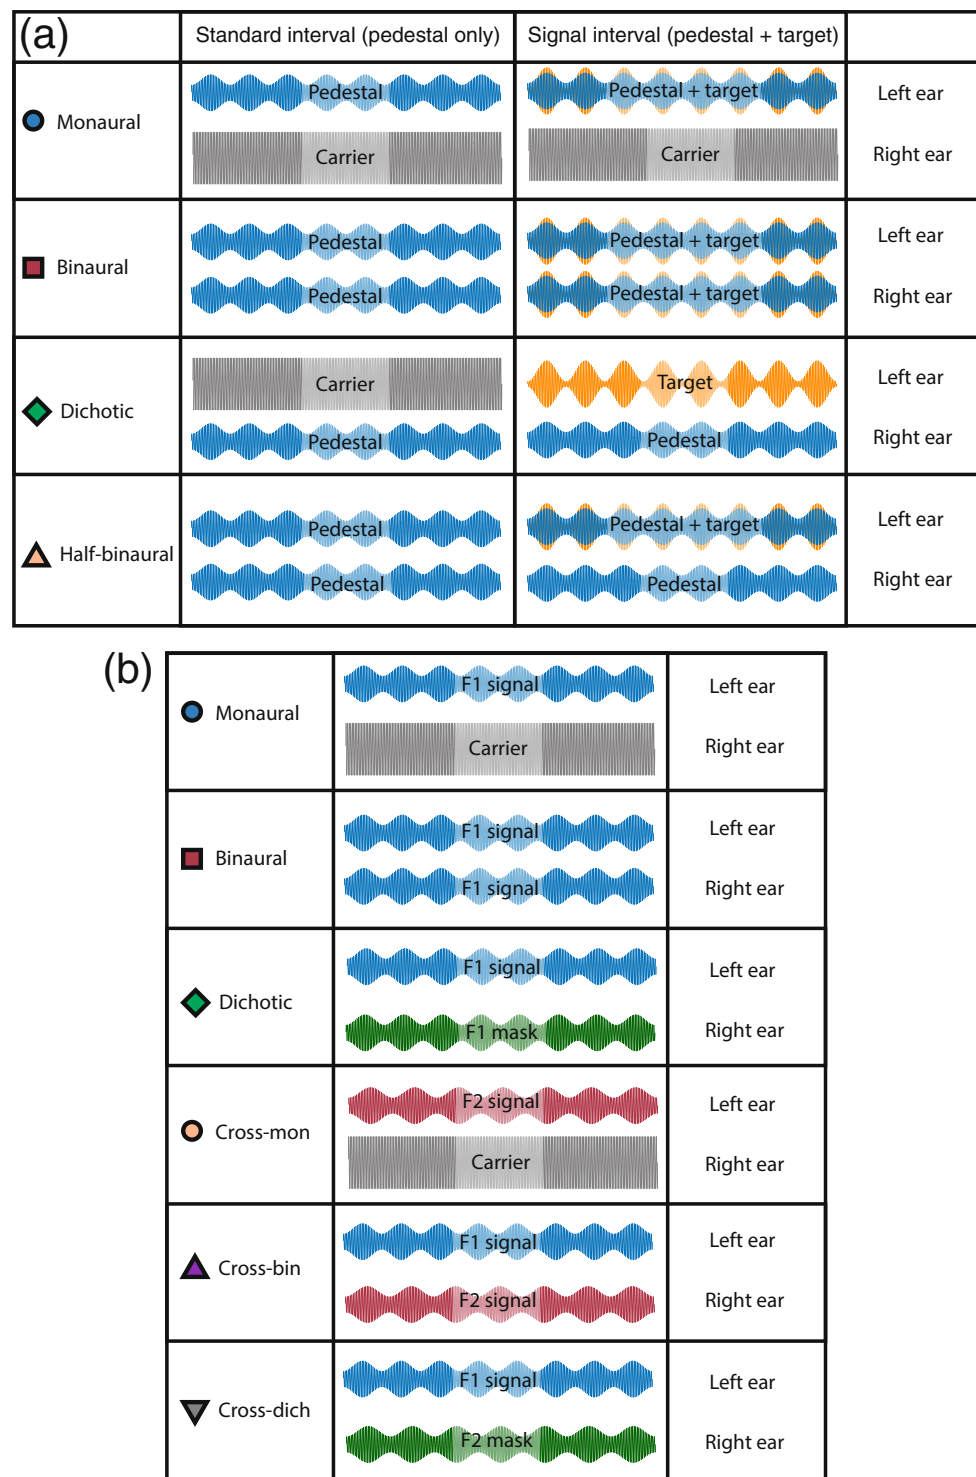 (a)
Standard interval (pedestal only)
Signal interval (pedestal + target)
Monaural
Pedestal
Pedestal + target
Left ear
Carrier
Carrier
Right ear
Binaural
Pedestal
Pedestal + target
Left ear
Pedestal
Pedestal + target
Right ear
Dichotic
Carrier
Target
Left ear
Pedestal
Pedestal
Right ear
Half-binaural
Pedestal
Pedestal + target
Left ear
Pedestal
Pedestal
Right ear
(b)
Monaural
F1 signal
Left ear
Carrier
Right ear
Binaural
F1 signal
Left ear
F1 signal
Right ear
Dichotic
F1 signal
Left ear
F1 mask
Right ear
Cross-mon
F2 signal
Left ear
Carrier
Right ear
Cross-bin
F1 signal
Left ear
F2 signal
Right ear
Cross-dich
F1 signal
Left ear
F2 mask
Right ear